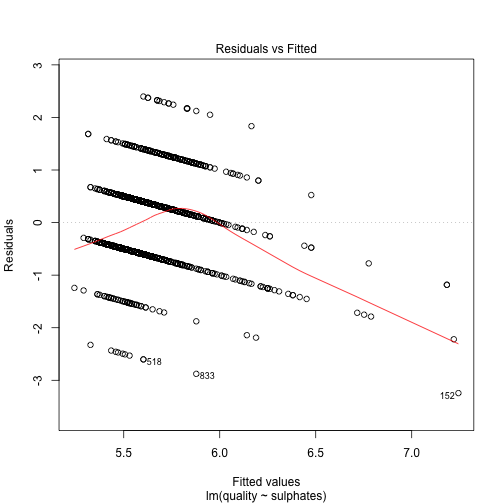 Residuals vs Fitted
Residuals
3
2
1
0
-1
-2
-3
518
833
152
5.5 6.0 6.5 7.0
Fitted values
lm(quality ~ sulphates)